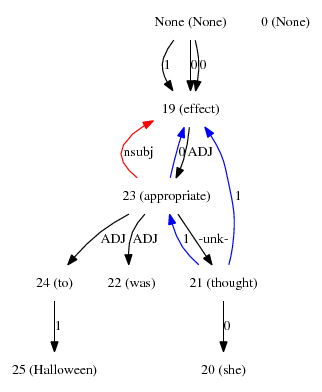 None (None) 0 (None)
1 0 0
19 (effect)
nsubj 0 ADJ
23 (appropriate) 1
ADJ ADJ -unk- 1
24 (to) 22 (was) 21 (thought)
1 0
25 (Halloween) 20 (she)